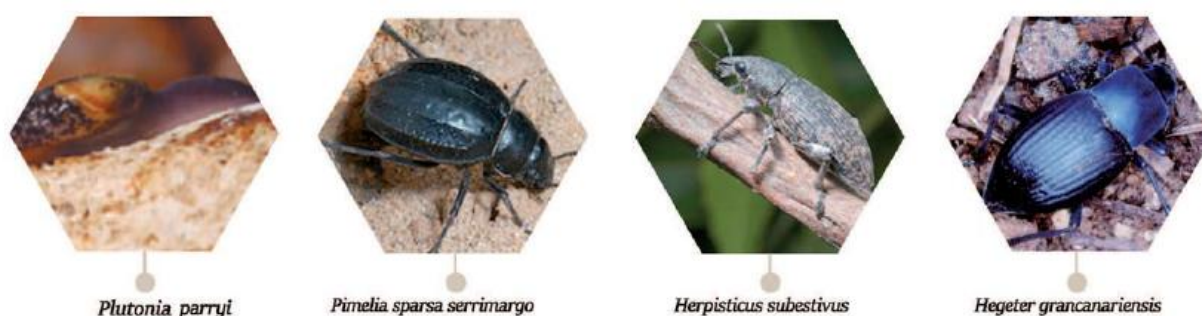 Plutonia parryi
Pimelia sparsa serrimargo
Herpisticus subestivus
Hegeter grancanariensis